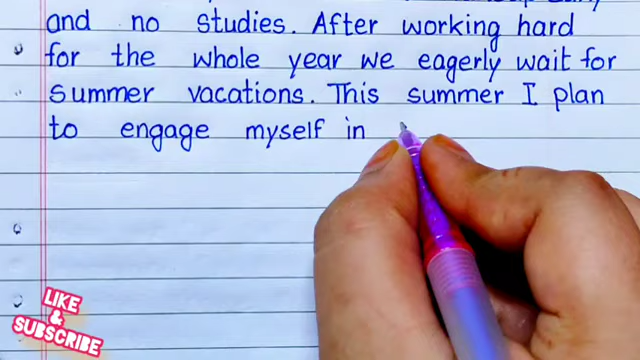 and no studies. After working hard
for the whole year we eagerly wait for
summer vacations. This summer I plan
to engage myself in
LIKE
&
SUBSCRIBE